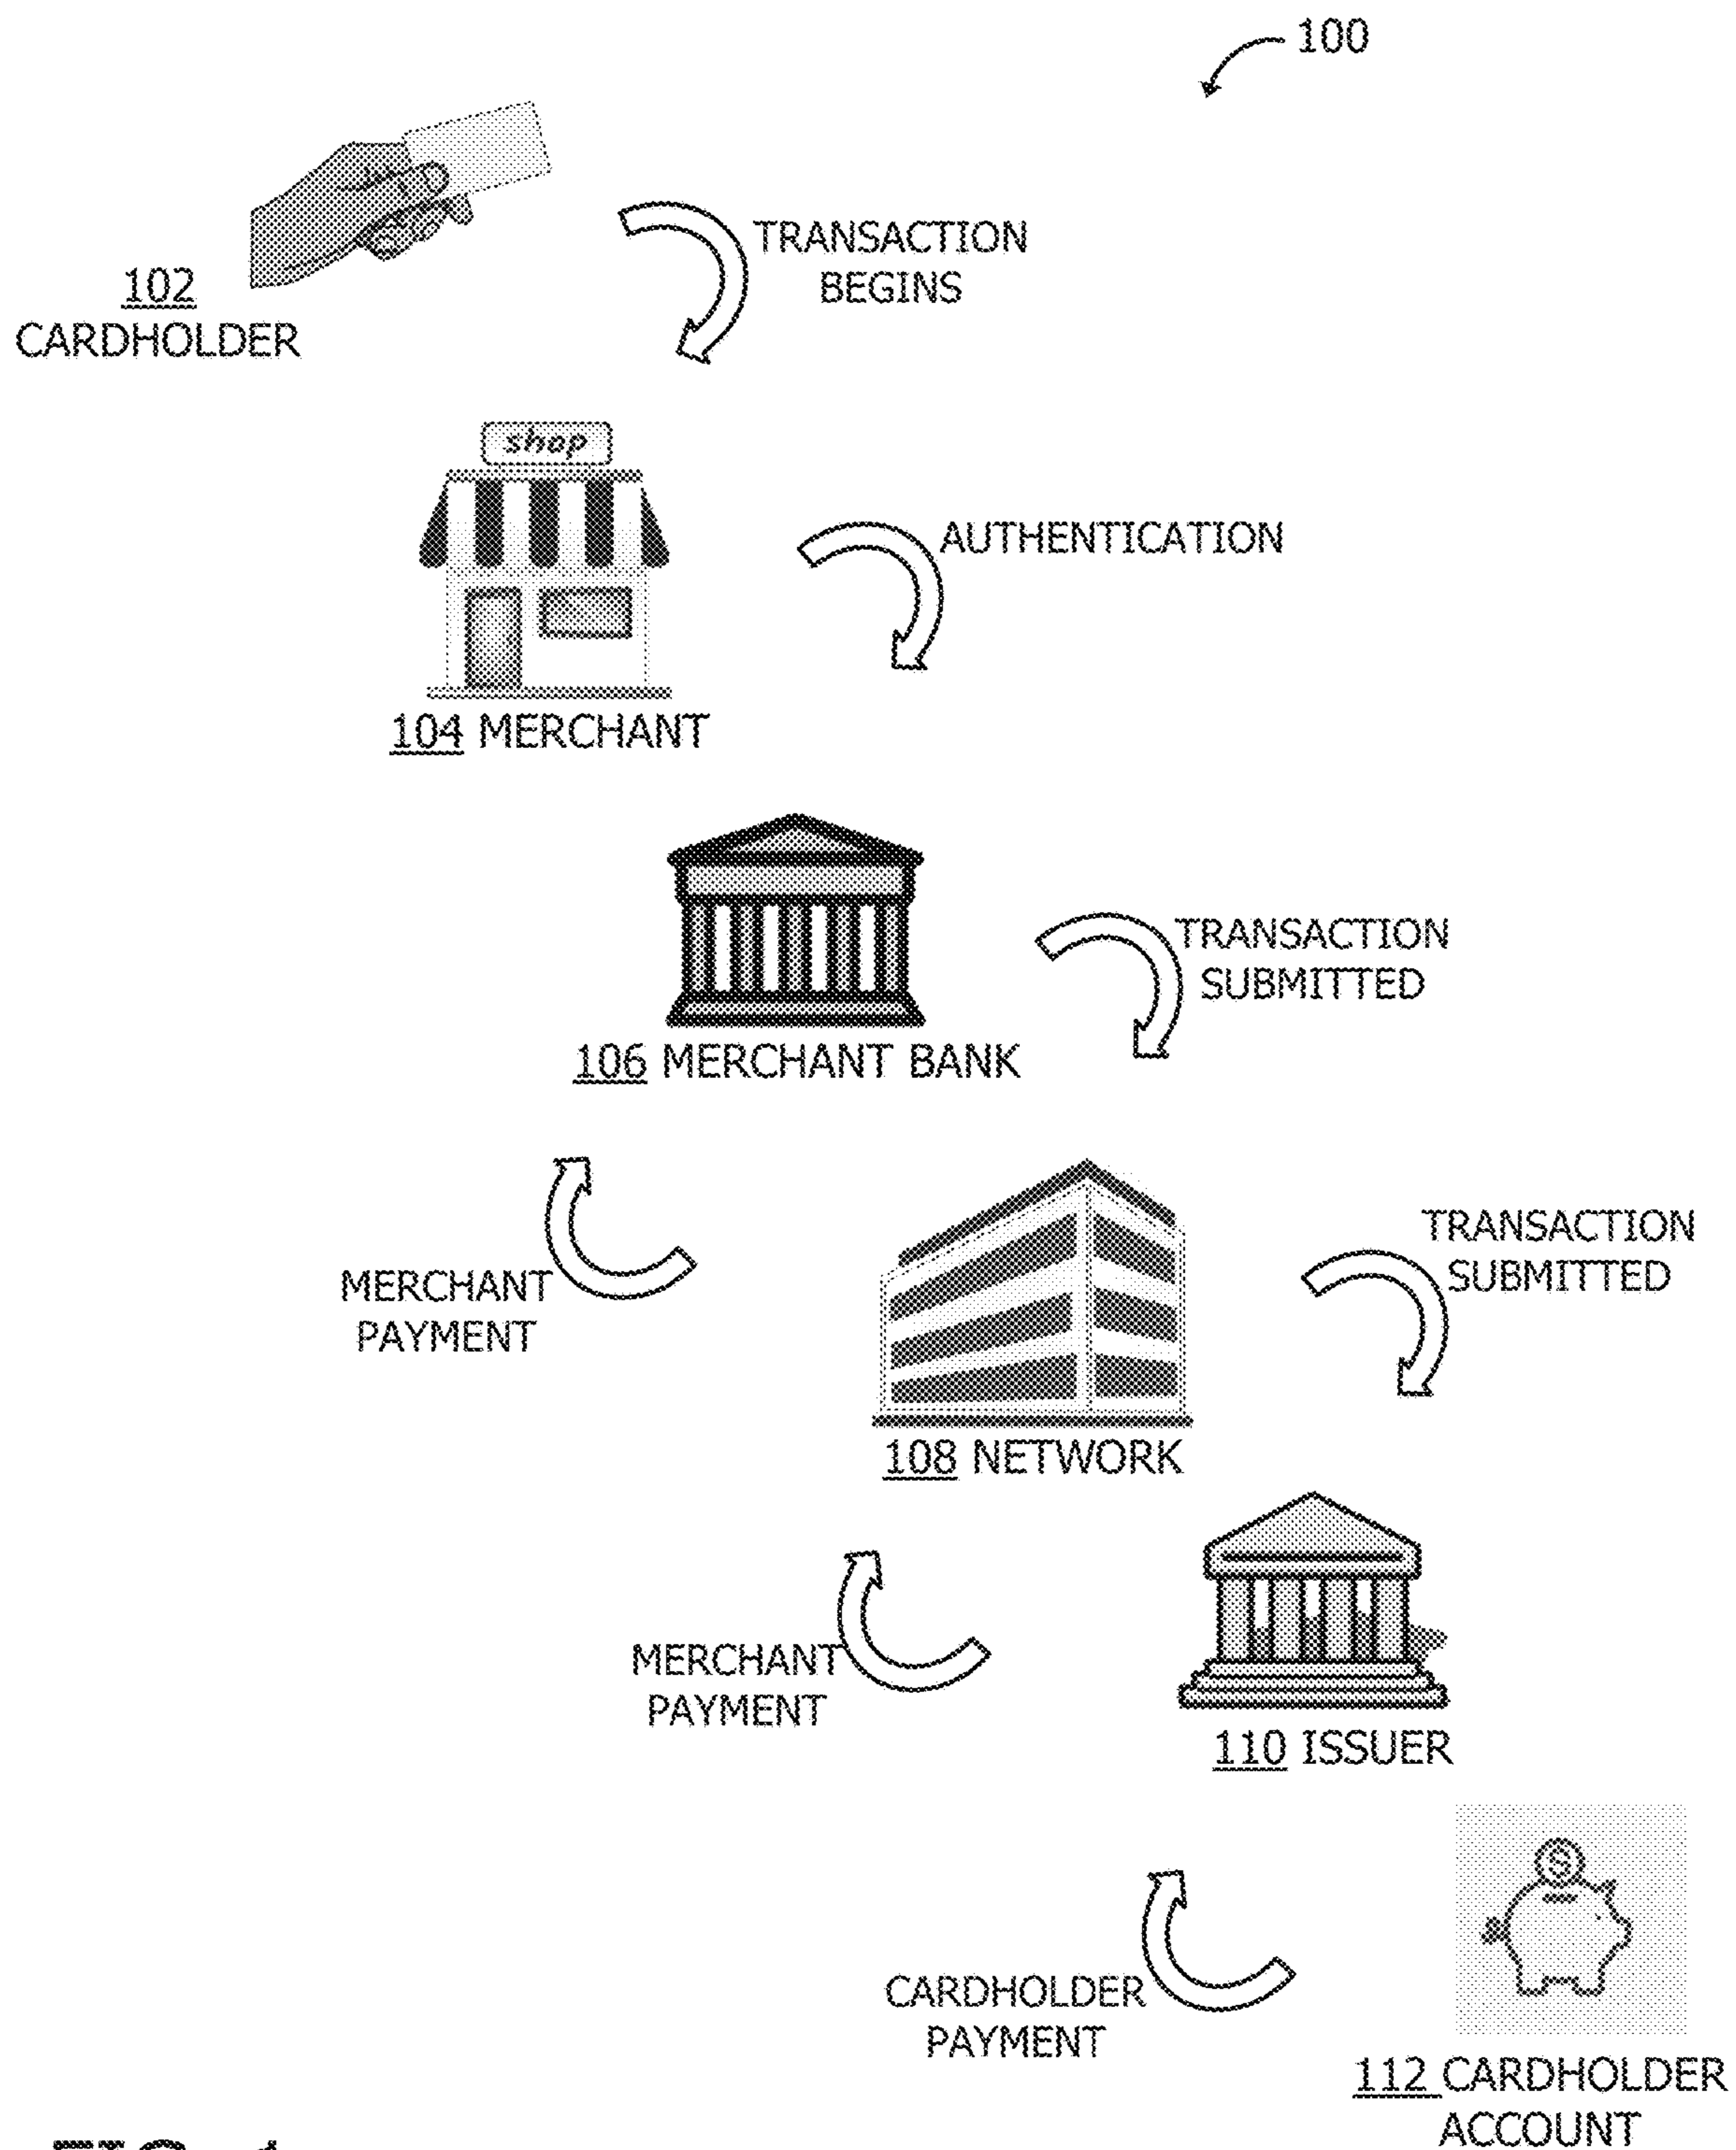 100
102
CARDHOLDER
TRANSACTION
BEGINS
shop
AUTHENTICATION
104 MERCHANT
TRANSACTION
SUBMITTED
106 MERCHANT BANK
TRANSACTION
SUBMITTED
MERCHANT
PAYMENT
108 NETWORK
MERCHANT
PAYMENT
110 ISSUER
S
CARDHOLDER
PAYMENT
112 CARDHOLDER
ACCOUNT